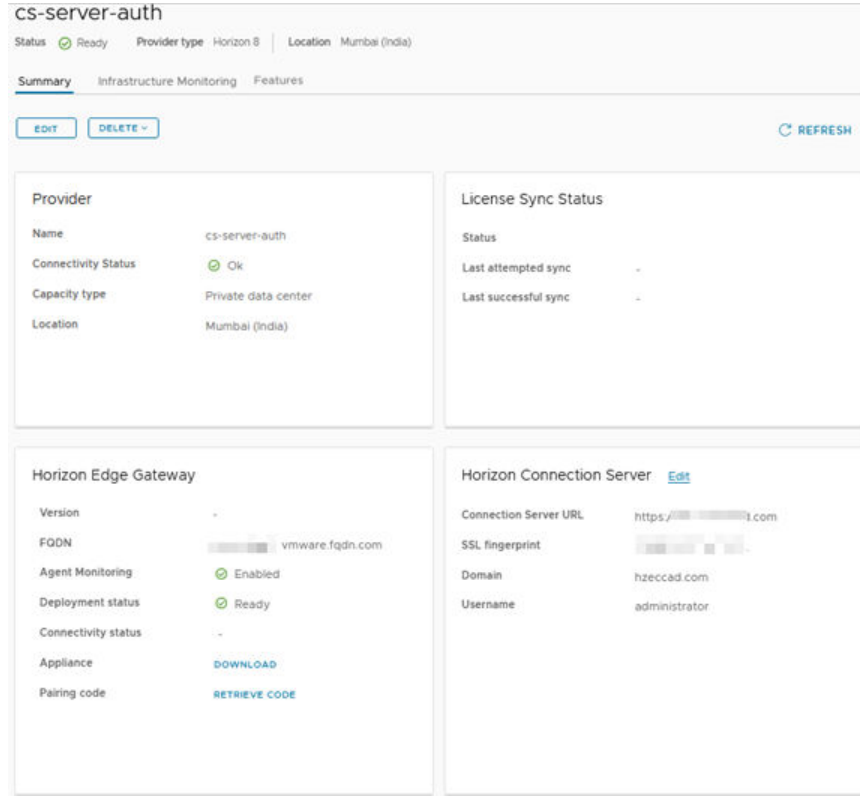 cs-server-auth
Status Ready Provider type Horizon 8 Location Mumbai (India)
Summary Infrastructure Monitoring Features
EDIT DELETE REFRESH
Provider
Name cs-server-auth
Connectivity Status Ok
Capacity type Private data center
Location Mumbai (India)
License Sync Status
Status
Last attempted sync -
Last successful sync -
Horizon Edge Gateway
Version -
FQDN vmware.fqdn.com
Agent Monitoring Enabled
Deployment status Ready
Connectivity status -
Appliance DOWNLOAD
Pairing code RETRIEVE CODE
Horizon Connection Server Edit
Connection Server URL https:/ .com
SSL fingerprint
Domain hzeccad.com
Username administrator